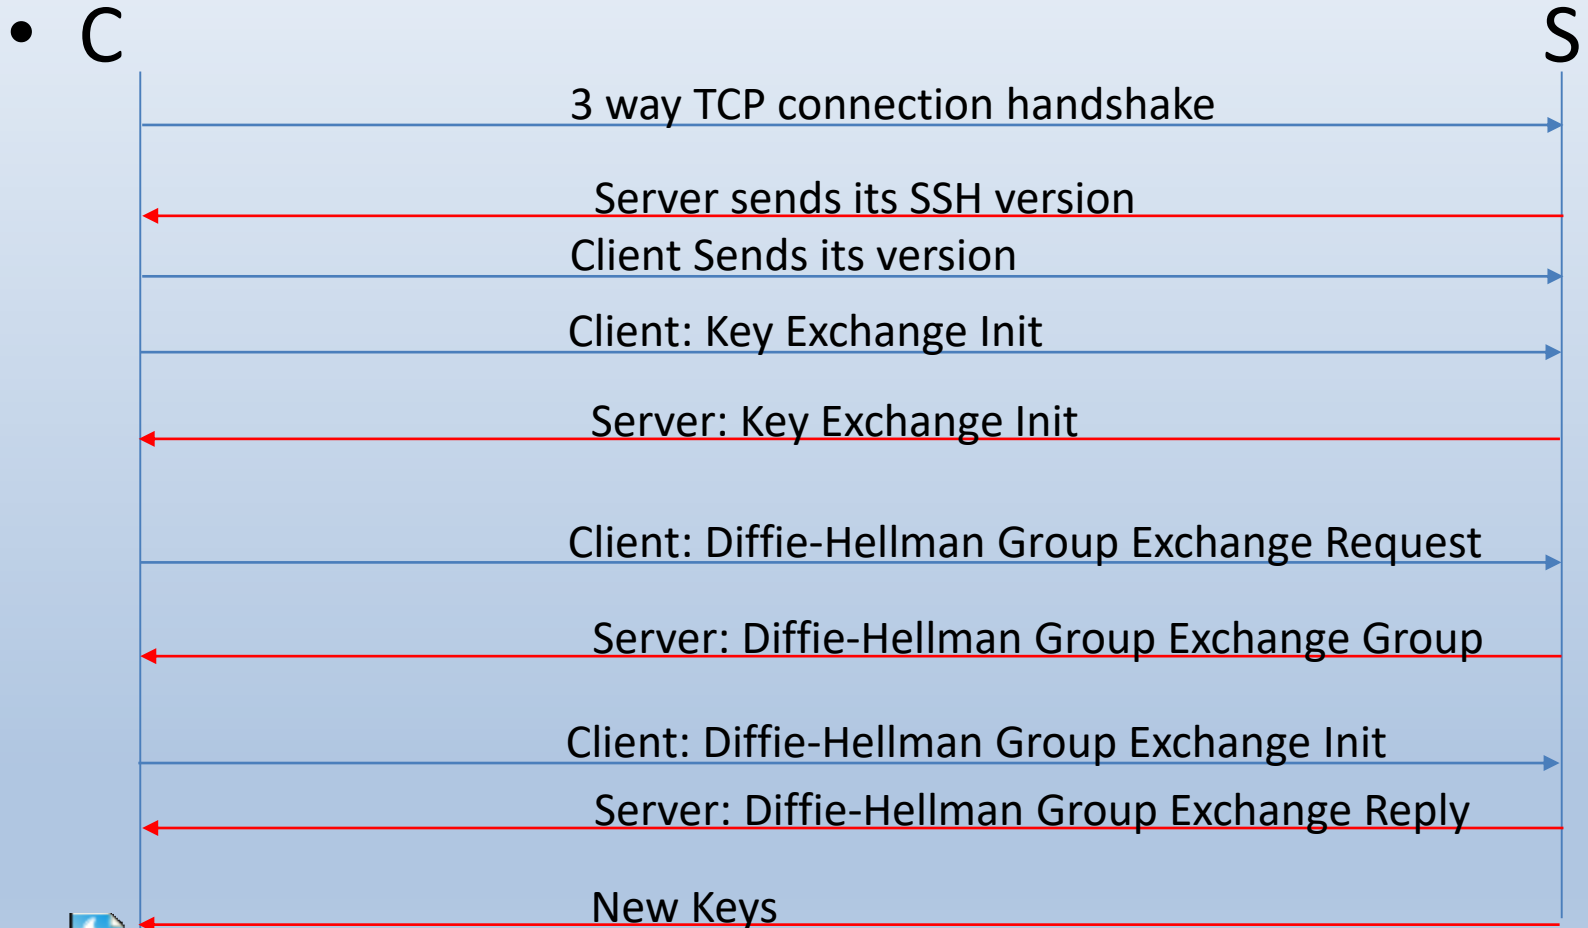 • C S
3 way TCP connection handshake
Server sends its SSH version
Client Sends its version
Client: Key Exchange Init
Server: Key Exchange Init
Client: Diffie-Hellman Group Exchange Request
Server: Diffie-Hellman Group Exchange Group
Client: Diffie-Hellman Group Exchange Init
Server: Diffie-Hellman Group Exchange Reply
New Keys